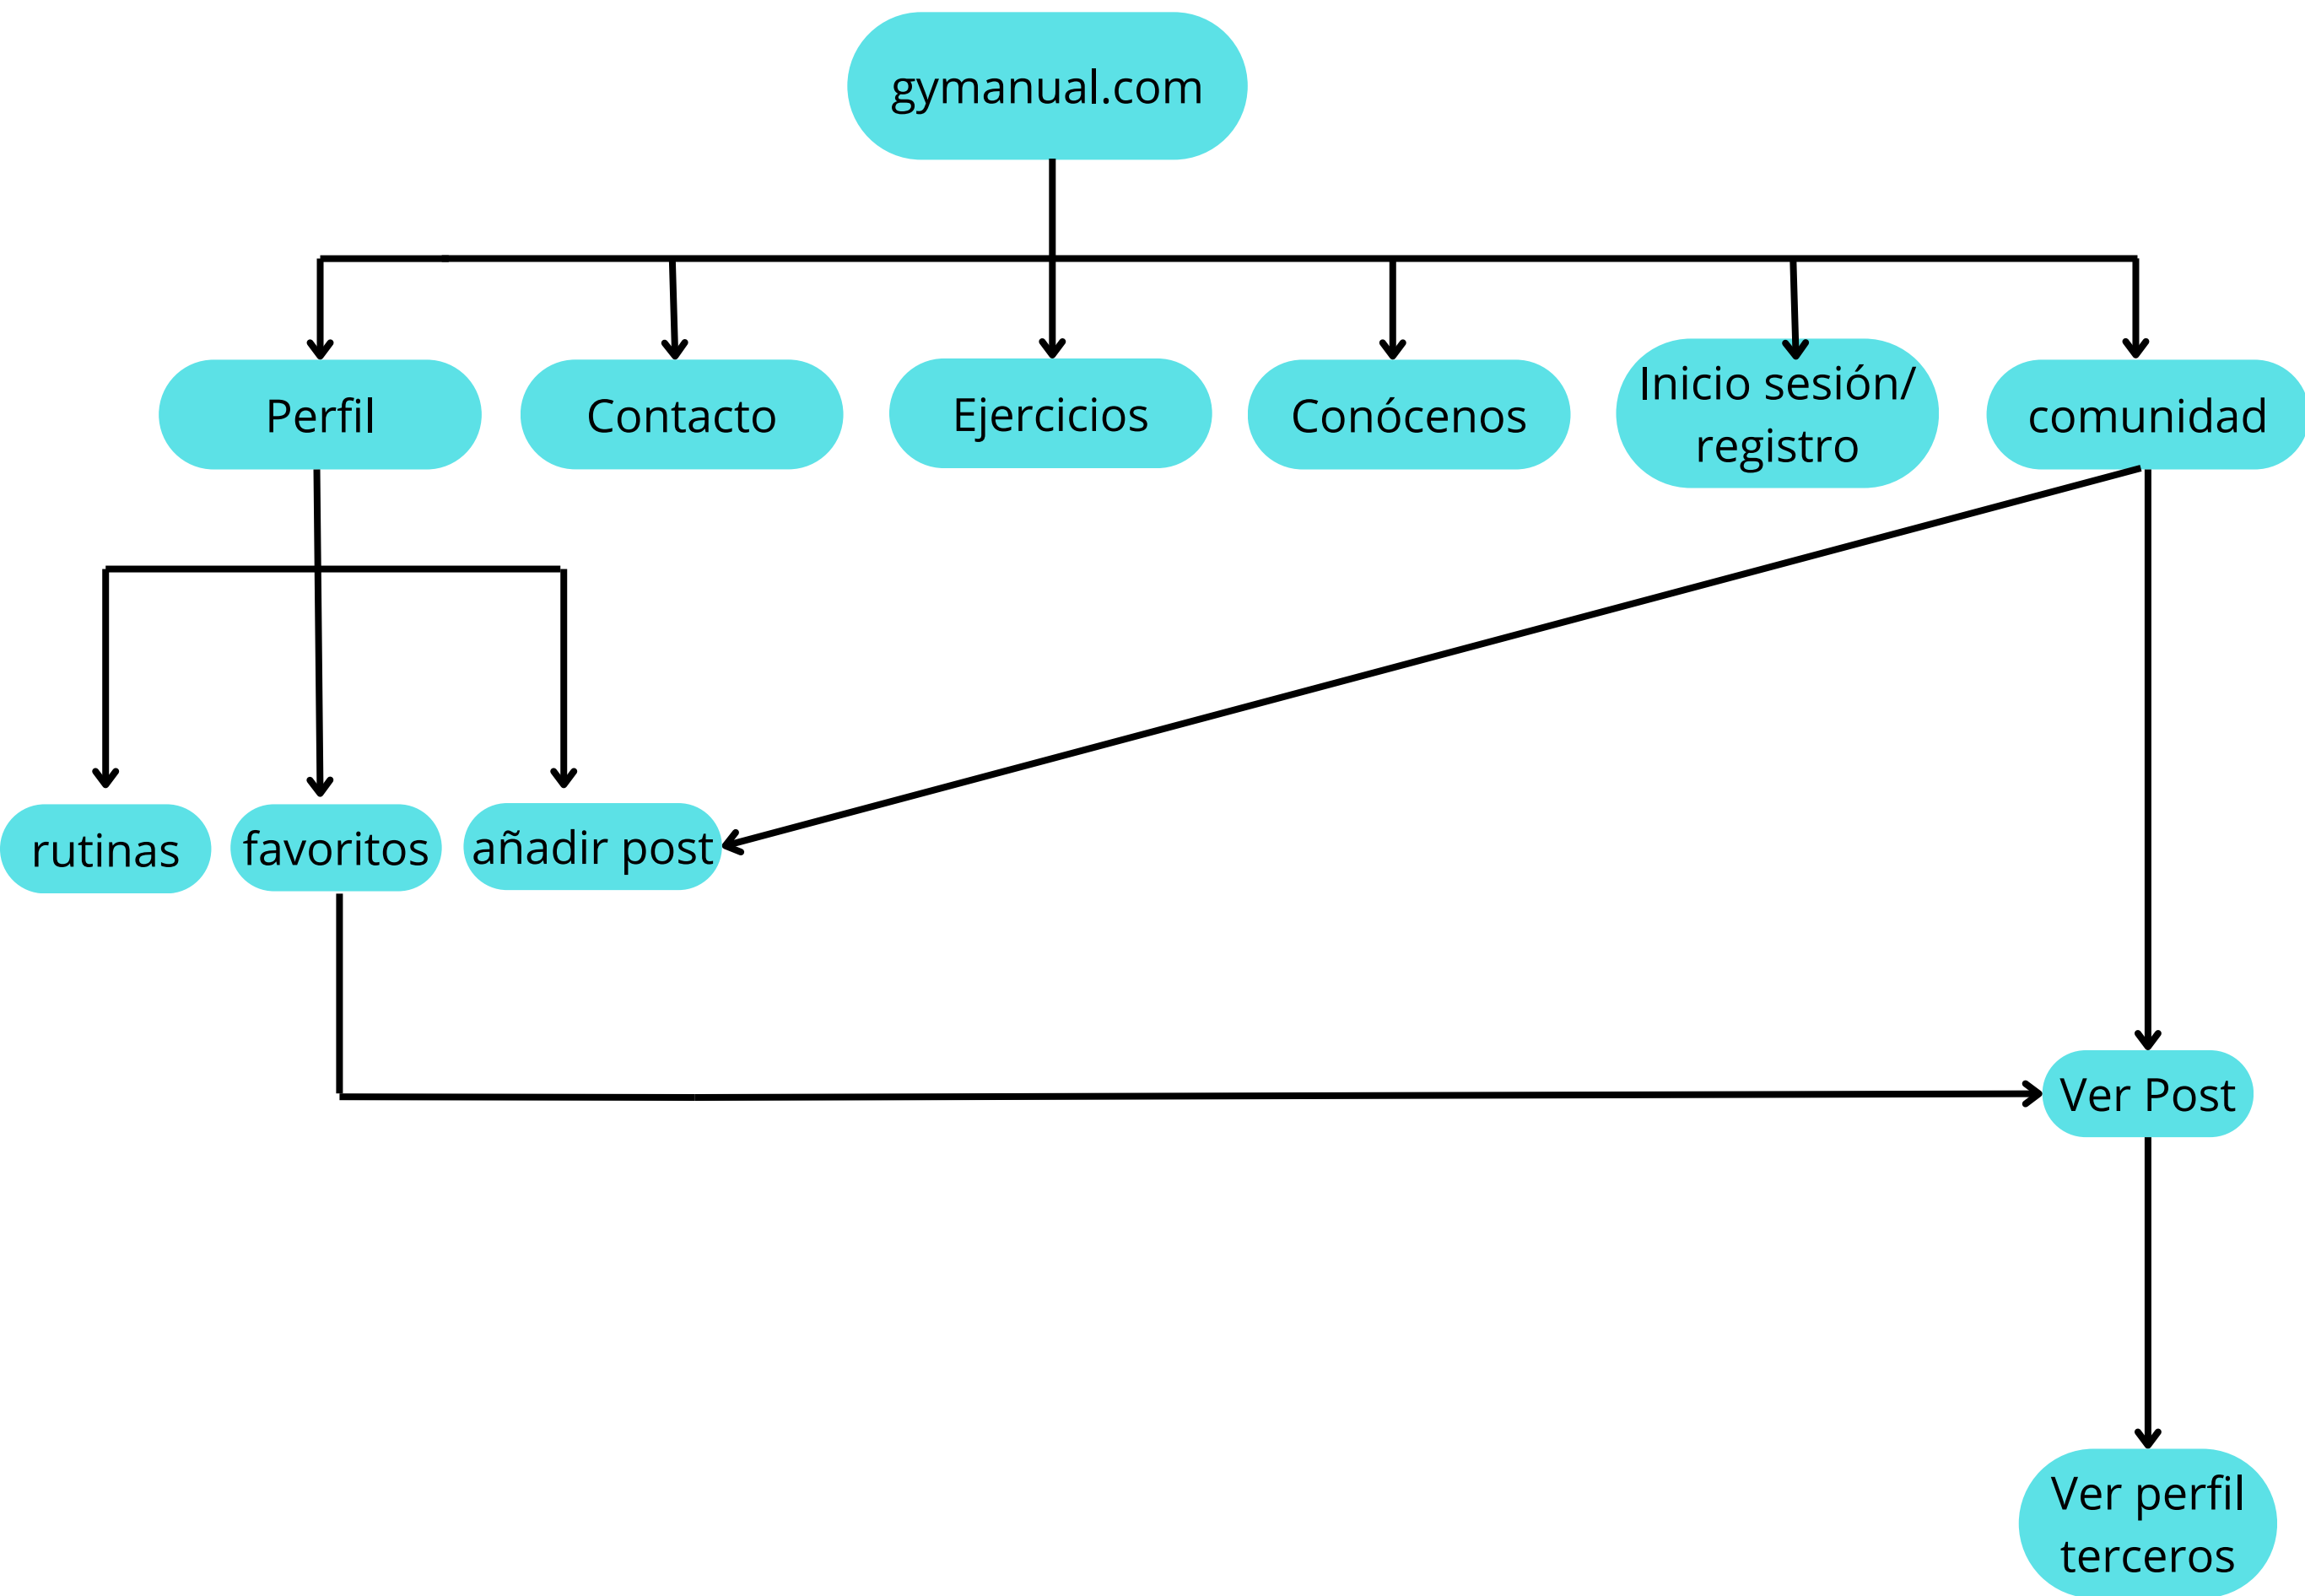 gymanual.com
Perfil
Contacto
Ejercicios
Conócenos
Inicio sesión/
registro
comunidad
rutinas
favoritos
añadir post
Ver Post
Ver perfil
terceros